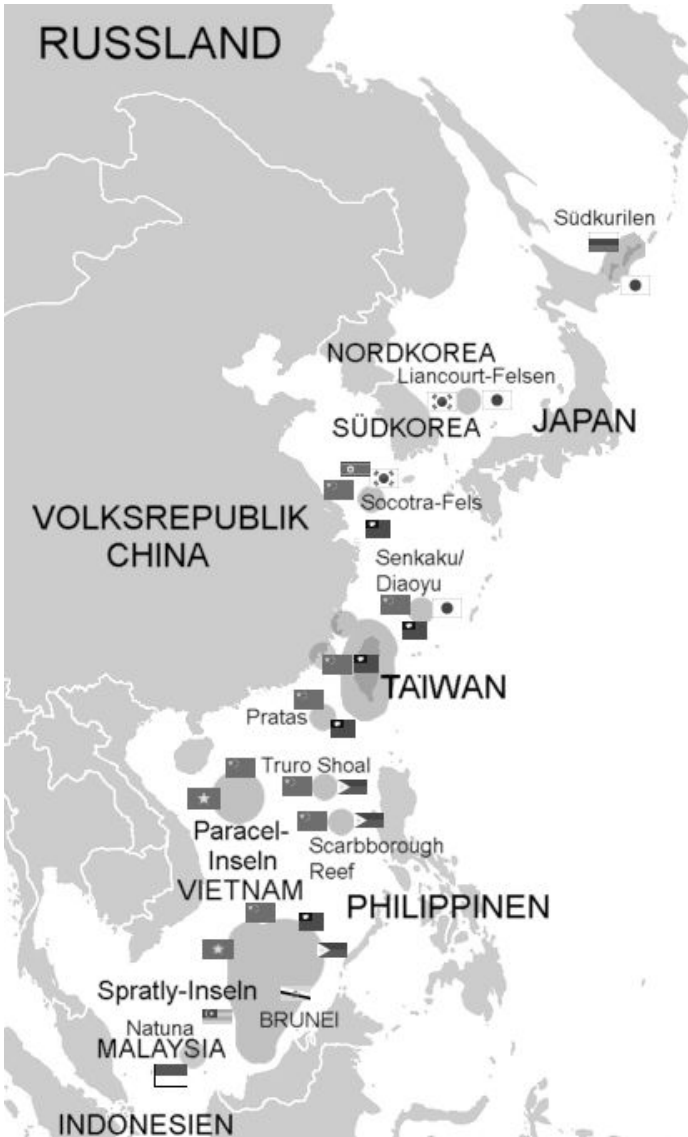 RUSSLAND
Südkurilen
NORDKOREA
Liancourt-Felsen
JAPAN
SÜDKOREA
Socotra-Fels
VOLKSREPUBLIK
CHINA
Senkaku/
Diaoyu
TAÏWAN
Pratas
Truro Shoal
Paracel-
Inseln
Scarbborough
Reef
VIETNAM
PHILIPPINEN
Spratly-Inseln
BRUNEI
Natuna
MALAYSIA
INDONESIEN